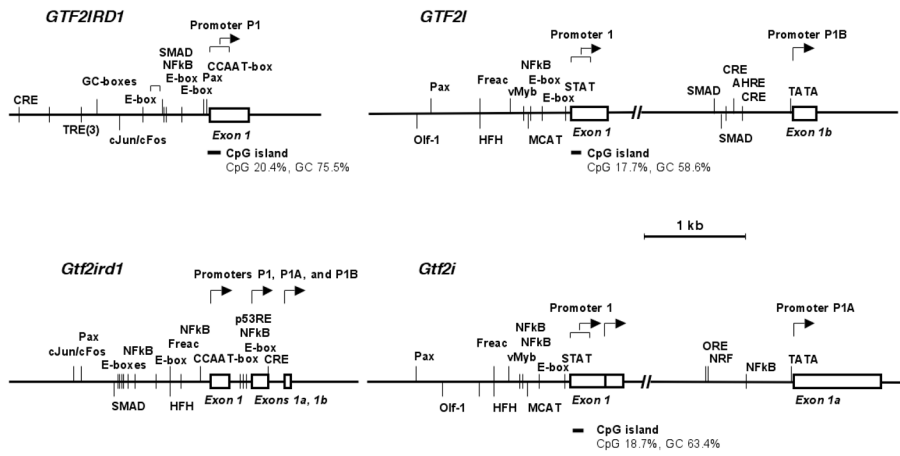 GTF2IRD1
Promoter P1
SMAD
NFkB
CCAAT-box
GC-boxes
E-box
Pax
E-box
E-box
CRE
TRE(3)
cJun/cFos
Exon 1
CpG island
CpG 20.4%, GC 75.5%
GTF2I
Promoter 1
Promoter P1B
NFkB
Freac
E-box
STAT
vMyb
E-box
Pax
Olf-1
HFH
MCAT
Exon 1
CpG island
CpG 17.7%, GC 58.6%
CRE
AHRE
SMAD
CRE
TATA
SMAD
Exon 1b
1 kb
Gtf2ird1
Promoters P1, P1A, and P1B
p53RE
NFkB
NFkB
Pax
Freac
E-box
cJun/cFos
NFkB
CCAAT-box
CRE
E-boxes
E-box
SMAD
HFH
Exon 1
Exons 1a, 1b
Gtf2i
Promoter 1
Promoter P1A
NFkB
Freac
NFkB
STAT
vMyb
E-box
Pax
Olf-1
HFH
MCAT
Exon 1
CpG island
CpG 18.7%, GC 63.4%
ORE
NRF
NFkB
TATA
Exon 1a